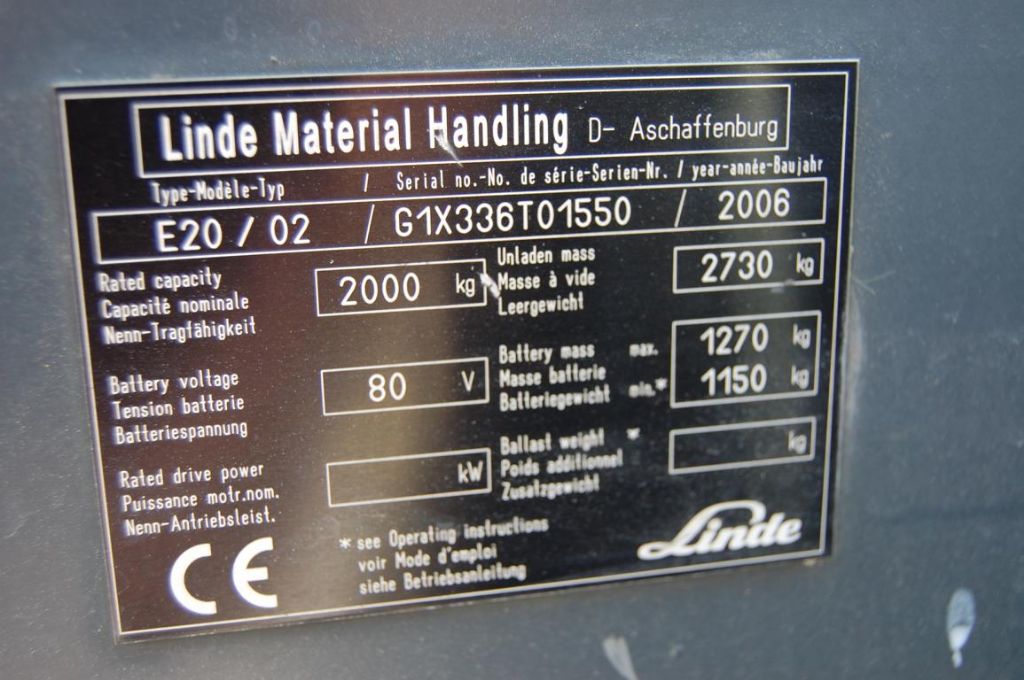 Linde Material Handling D- Aschaffenburg
Type-Modèle-Typ / Serial no.-No. de série-Serien-Nr. / year-année-Baujahr
E20 / 02 / G1X336T01550 / 2006
Rated capacity
Capacité nominale
Nenn-Tragfähigkeit
2000 kg
Unladen mass
Masse à vide
Leergewicht
2730 kg
Battery voltage
Tension batterie
Batteriespannung
80 V
Battery mass max.
Masse batterie
Batteriegewicht min.*
1270 kg
1150 kg
Rated drive power
Puissance motr.nom.
Nenn-Antriebsleist.
kW
Ballast weight *
Poids additionnel
Zusatzgewicht
kg
CE
* see Operating instructions
voir Mode d'emploi
siehe Betriebsanleitung
Linde